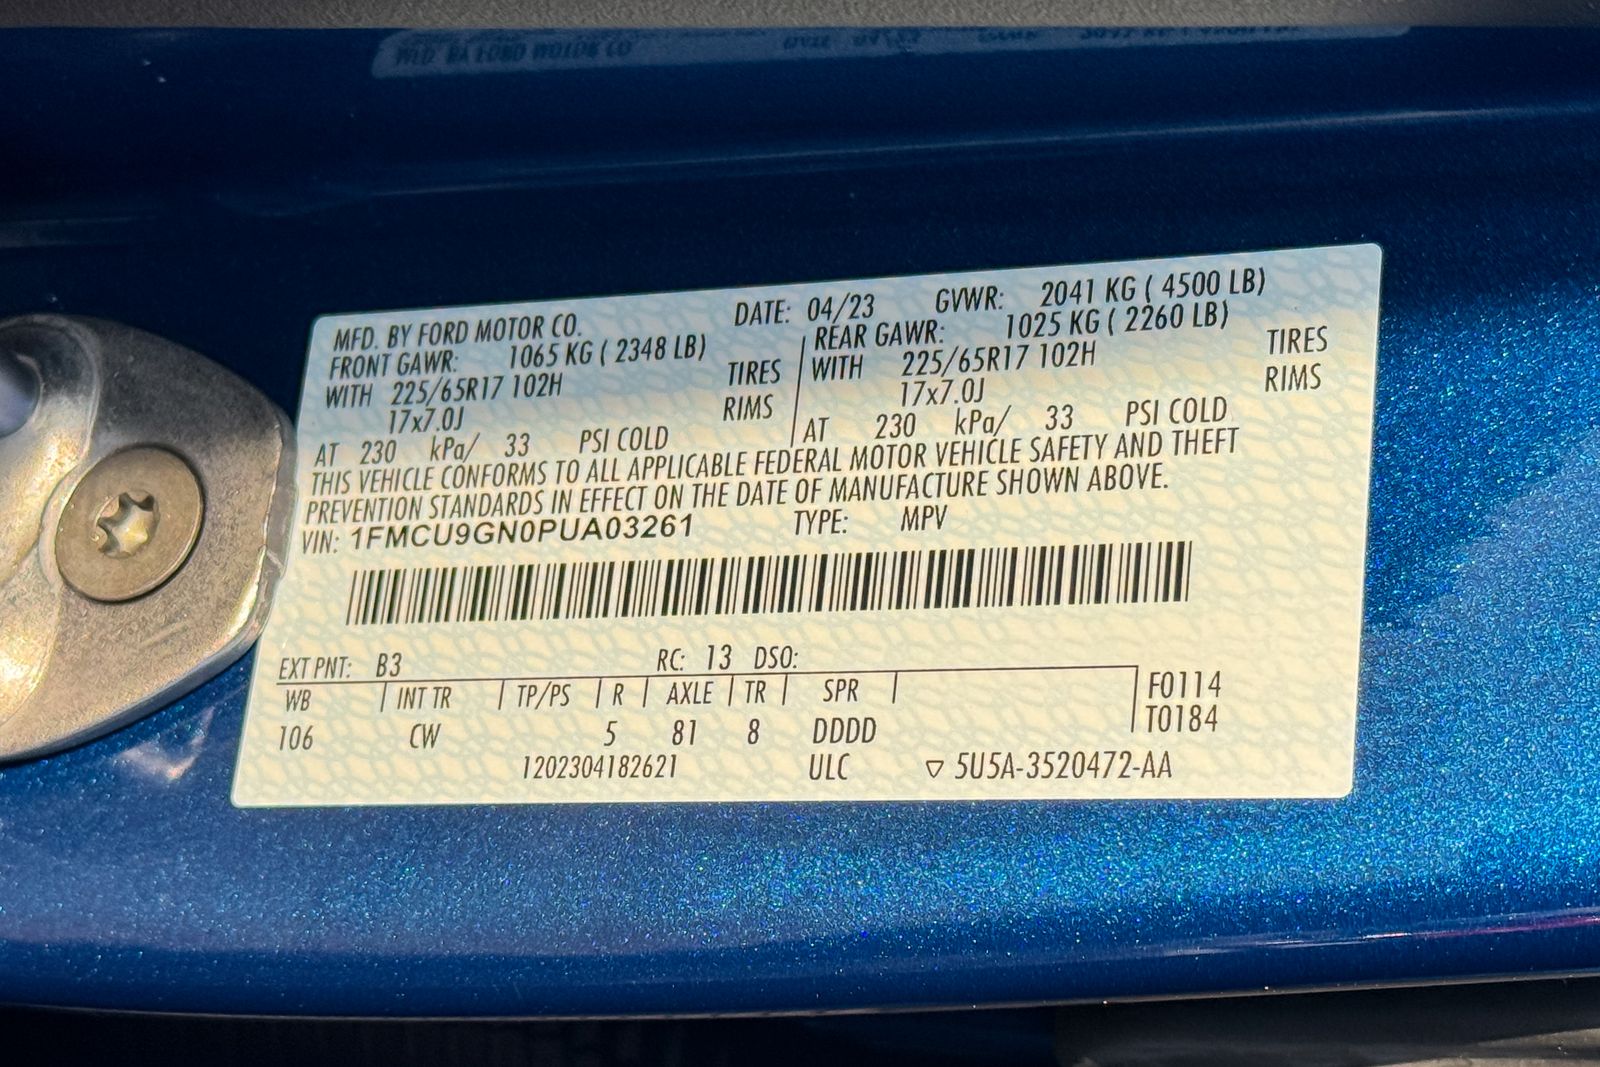 MFD. BY FORD MOTOR CO. DATE: 04/23 GVWR: 2041 KG ( 4500 LB)
FRONT GAWR: 1065 KG ( 2348 LB) REAR GAWR: 1025 KG ( 2260 LB)
WITH 225/65R17 102H TIRES WITH 225/65R17 102H TIRES
17x7.0J RIMS 17x7.0J RIMS
AT 230 kPa/ 33 PSI COLD AT 230 kPa/ 33 PSI COLD
THIS VEHICLE CONFORMS TO ALL APPLICABLE FEDERAL MOTOR VEHICLE SAFETY AND THEFT
PREVENTION STANDARDS IN EFFECT ON THE DATE OF MANUFACTURE SHOWN ABOVE.
VIN: 1FMCU9GN0PUA03261 TYPE: MPV
EXT PNT: B3 RC: 13 DSO:
WB INT TR TP/PS R AXLE TR SPR F0114
106 CW 5 81 8 DDDD T0184
1202304182621 ULC ▽ 5U5A-3520472-AA